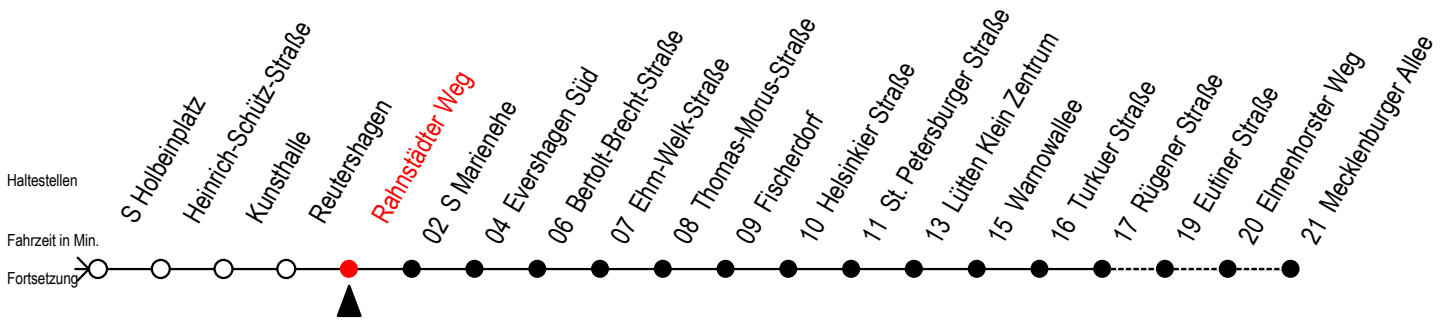 Haltestellen
Fahrzeit in Min.
Fortsetzung
S Holbeinplatz
Heinrich-Schütz-Straße
Kunsthalle
Reutershagen
Rahnstädter Weg
02 S Marienehe
04 Evershagen Süd
06 Bertolt-Brecht-Straße
07 Ehm-Welk-Straße
08 Thomas-Morus-Straße
09 Fischerdorf
10 Helsinkier Straße
11 St. Petersburger Straße
13 Lütten Klein Zentrum
15 Warnowallee
16 Turkuer Straße
17 Rügener Straße
19 Eutiner Straße
20 Elmenhorster Weg
21 Mecklenburger Allee